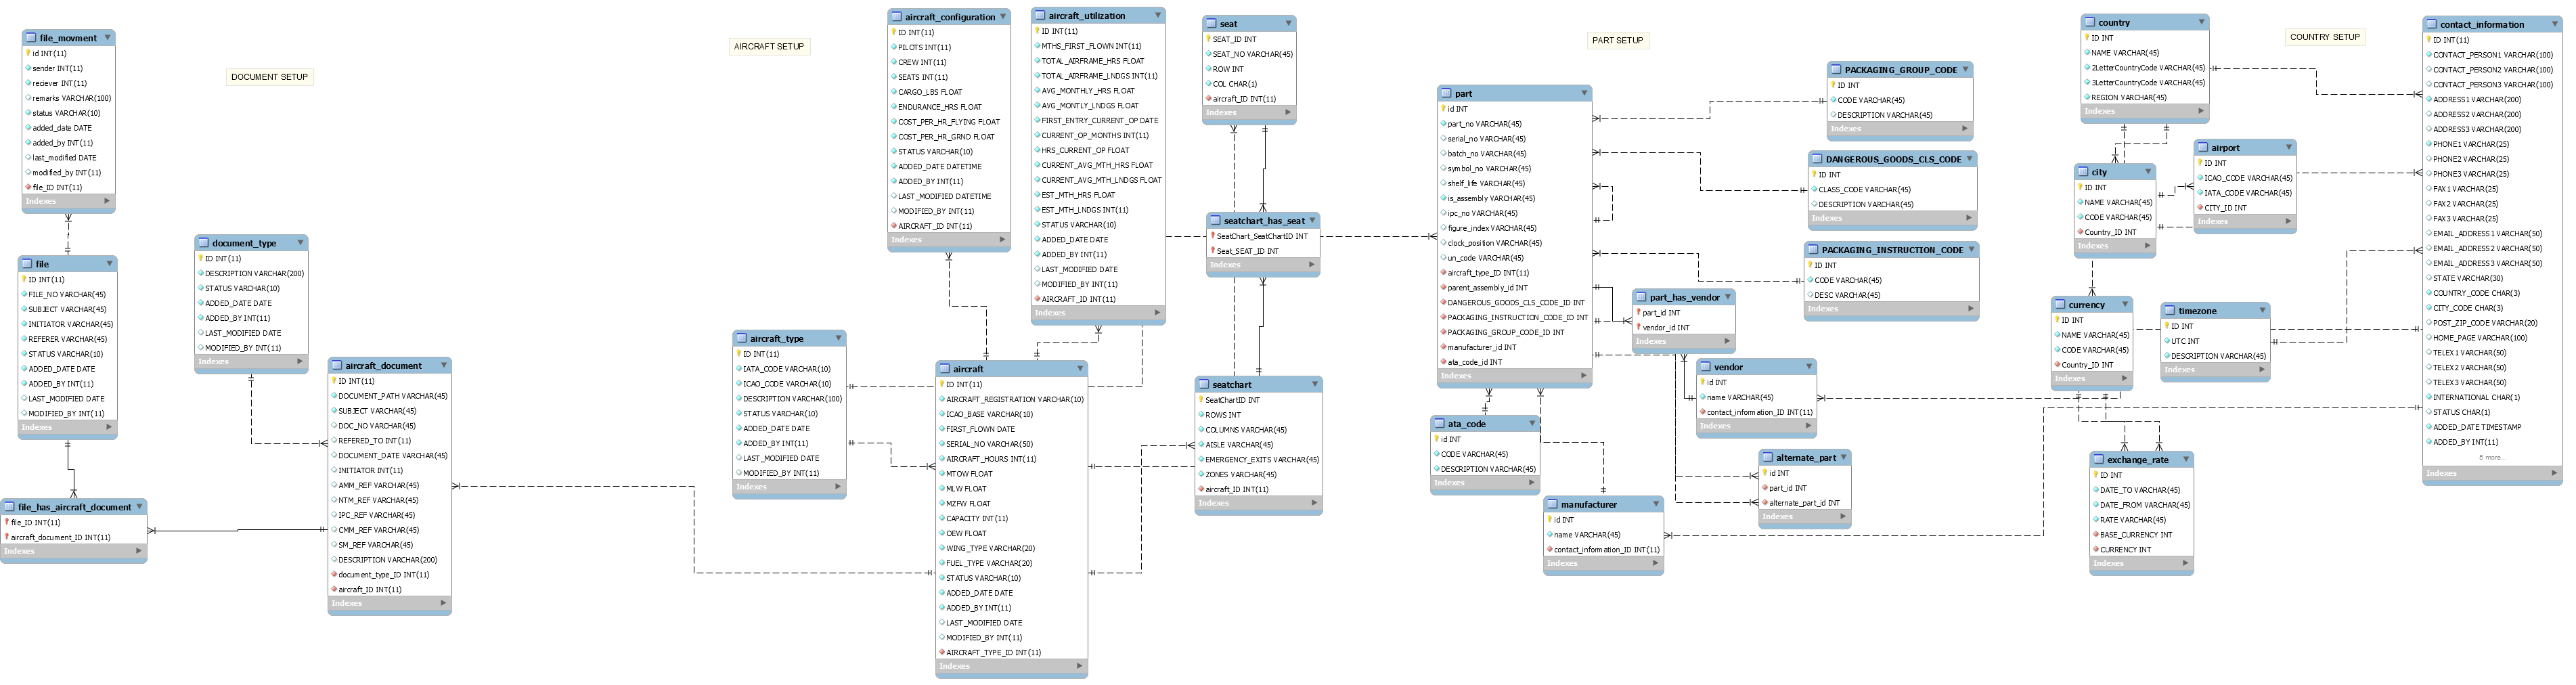 DOCUMENT SETUP
AIRCRAFT SETUP
PART SETUP
COUNTRY SETUP
file_movment
id INT(11)
sender INT(11)
reciever INT(11)
remarks VARCHAR(100)
status VARCHAR(10)
added_date DATE
added_by INT(11)
last_modified DATE
modified_by INT(11)
file_ID INT(11)
Indexes
file
ID INT(11)
FILE_NO VARCHAR(45)
SUBJECT VARCHAR(45)
INITIATOR VARCHAR(45)
REFERER VARCHAR(45)
STATUS VARCHAR(10)
ADDED_DATE DATE
ADDED_BY INT(11)
LAST_MODIFIED DATE
MODIFIED_BY INT(11)
Indexes
file_has_aircraft_document
file_ID INT(11)
aircraft_document_ID INT(11)
Indexes
document_type
ID INT(11)
DESCRIPTION VARCHAR(200)
STATUS VARCHAR(10)
ADDED_DATE DATE
ADDED_BY INT(11)
LAST_MODIFIED DATE
MODIFIED_BY INT(11)
Indexes
aircraft_document
ID INT(11)
DOCUMENT_PATH VARCHAR(45)
SUBJECT VARCHAR(45)
DOC_NO VARCHAR(45)
REFERED_TO INT(11)
DOCUMENT_DATE VARCHAR(45)
INITIATOR INT(11)
AMM_REF VARCHAR(45)
NTM_REF VARCHAR(45)
IPC_REF VARCHAR(45)
CMM_REF VARCHAR(45)
SM_REF VARCHAR(45)
DESCRIPTION VARCHAR(200)
document_type_ID INT(11)
aircraft_ID INT(11)
Indexes
aircraft_type
ID INT(11)
IATA_CODE VARCHAR(10)
ICAO_CODE VARCHAR(10)
DESCRIPTION VARCHAR(100)
STATUS VARCHAR(10)
ADDED_DATE DATE
ADDED_BY INT(11)
LAST_MODIFIED DATE
MODIFIED_BY INT(11)
Indexes
aircraft_configuration
ID INT(11)
PILOTS INT(11)
CREW INT(11)
SEATS INT(11)
CARGO_LBS FLOAT
ENDURANCE_HRS FLOAT
COST_PER_HR_FLYING FLOAT
COST_PER_HR_GRND FLOAT
STATUS VARCHAR(10)
ADDED_DATE DATETIME
ADDED_BY INT(11)
LAST_MODIFIED DATETIME
MODIFIED_BY INT(11)
AIRCRAFT_ID INT(11)
Indexes
aircraft_utilization
ID INT(11)
MTHS_FIRST_FLOWN INT(11)
TOTAL_AIRFRAME_HRS FLOAT
TOTAL_AIRFRAME_LNDGS INT(11)
AVG_MONTHLY_HRS FLOAT
AVG_MONTLY_LNDGS FLOAT
FIRST_ENTRY_CURRENT_OP DATE
CURRENT_OP_MONTHS INT(11)
HRS_CURRENT_OP FLOAT
CURRENT_AVG_MTH_HRS FLOAT
CURRENT_AVG_MTH_LNDGS FLOAT
EST_MTH_HRS FLOAT
EST_MTH_LNDGS INT(11)
STATUS VARCHAR(10)
ADDED_DATE DATE
ADDED_BY INT(11)
LAST_MODIFIED DATE
MODIFIED_BY INT(11)
AIRCRAFT_ID INT(11)
Indexes
aircraft
ID INT(11)
AIRCRAFT_REGISTRATION VARCHAR(10)
ICAO_BASE VARCHAR(10)
FIRST_FLOWN DATE
SERIAL_NO VARCHAR(50)
AIRCRAFT_HOURS INT(11)
MTOW FLOAT
MLW FLOAT
MZFW FLOAT
CAPACITY INT(11)
OEW FLOAT
WING_TYPE VARCHAR(20)
FUEL_TYPE VARCHAR(20)
STATUS VARCHAR(10)
ADDED_DATE DATE
ADDED_BY INT(11)
LAST_MODIFIED DATE
MODIFIED_BY INT(11)
AIRCRAFT_TYPE_ID INT(11)
Indexes
seat
SEAT_ID INT
SEAT_NO VARCHAR(45)
ROW INT
COL CHAR(1)
aircraft_ID INT(11)
Indexes
seatchart_has_seat
SeatChart_SeatChartID INT
Seat_SEAT_ID INT
Indexes
seatchart
SeatChartID INT
ROWS INT
COLUMNS VARCHAR(45)
AISLE VARCHAR(45)
EMERGENCY_EXITS VARCHAR(45)
ZONES VARCHAR(45)
aircraft_ID INT(11)
Indexes
part
id INT
part_no VARCHAR(45)
serial_no VARCHAR(45)
batch_no VARCHAR(45)
symbol_no VARCHAR(45)
shelf_life VARCHAR(45)
is_assembly VARCHAR(45)
ipc_no VARCHAR(45)
figure_index VARCHAR(45)
clock_position VARCHAR(45)
un_code VARCHAR(45)
aircraft_type_ID INT(11)
parent_assembly_id INT
DANGEROUS_GOODS_CLS_CODE_ID INT
PACKAGING_INSTRUCTION_CODE_ID INT
PACKAGING_GROUP_CODE_ID INT
manufacturer_id INT
ata_code_id INT
Indexes
ata_code
id INT
CODE VARCHAR(45)
DESCRIPTION VARCHAR(45)
Indexes
manufacturer
id INT
name VARCHAR(45)
contact_information_ID INT(11)
Indexes
part_has_vendor
part_id INT
vendor_id INT
Indexes
vendor
id INT
name VARCHAR(45)
contact_infomation_ID INT(11)
Indexes
alternate_part
id INT
part_id INT
alternate_part_id INT
Indexes
PACKAGING_GROUP_CODE
ID INT
CODE VARCHAR(45)
DESCRIPTION VARCHAR(45)
Indexes
DANGEROUS_GOODS_CLS_CODE
ID INT
CLASS_CODE VARCHAR(45)
DESCRIPTION VARCHAR(45)
Indexes
PACKAGING_INSTRUCTION_CODE
ID INT
CODE VARCHAR(45)
DESC VARCHAR(45)
Indexes
country
ID INT
NAME VARCHAR(45)
2LetterCountryCode VARCHAR(45)
3LetterCountryCode VARCHAR(45)
REGION VARCHAR(45)
Indexes
city
ID INT
NAME VARCHAR(45)
CODE VARCHAR(45)
Country_ID INT
Indexes
airport
ID INT
ICAO_CODE VARCHAR(45)
IATA_CODE VARCHAR(45)
CITY_ID INT
Indexes
currency
ID INT
NAME VARCHAR(45)
CODE VARCHAR(45)
Country_ID INT
Indexes
timezone
ID INT
UTC INT
DESCRIPTION VARCHAR(45)
Indexes
exchange_rate
ID INT
DATE_TO VARCHAR(45)
DATE_FROM VARCHAR(45)
RATE VARCHAR(45)
BASE_CURRENCY INT
CURRENCY INT
Indexes
contact_information
ID INT(11)
CONTACT_PERSON1 VARCHAR(100)
CONTACT_PERSON2 VARCHAR(100)
CONTACT_PERSON3 VARCHAR(100)
ADDRESS1 VARCHAR(200)
ADDRESS2 VARCHAR(200)
ADDRESS3 VARCHAR(200)
PHONE1 VARCHAR(25)
PHONE2 VARCHAR(25)
PHONE3 VARCHAR(25)
FAX1 VARCHAR(25)
FAX2 VARCHAR(25)
FAX3 VARCHAR(25)
EMAIL_ADDRESS1 VARCHAR(50)
EMAIL_ADDRESS2 VARCHAR(50)
EMAIL_ADDRESS3 VARCHAR(50)
STATE VARCHAR(30)
COUNTRY_CODE CHAR(3)
CITY_CODE CHAR(3)
POST_ZIP_CODE VARCHAR(20)
HOME_PAGE VARCHAR(100)
TELEX1 VARCHAR(50)
TELEX2 VARCHAR(50)
TELEX3 VARCHAR(50)
INTERNATIONAL CHAR(1)
STATUS CHAR(1)
ADDED_DATE TIMESTAMP
ADDED_BY INT(11)
more...
Indexes